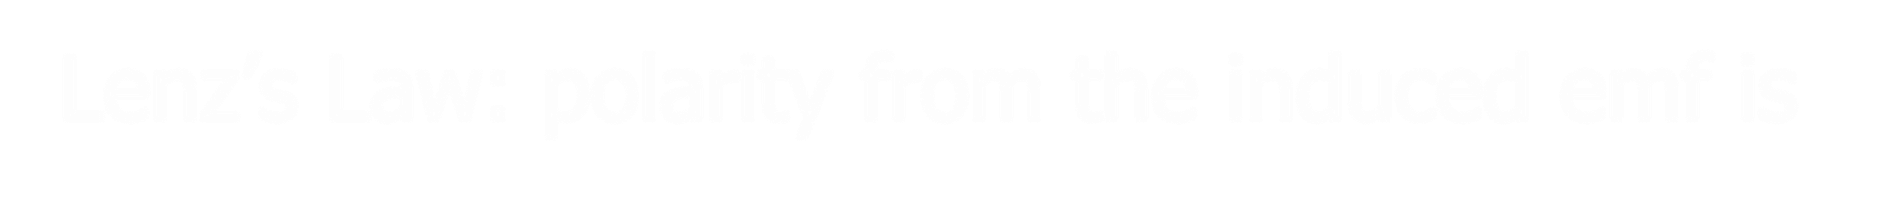 Lenz's Law: polarity from the induced emf is